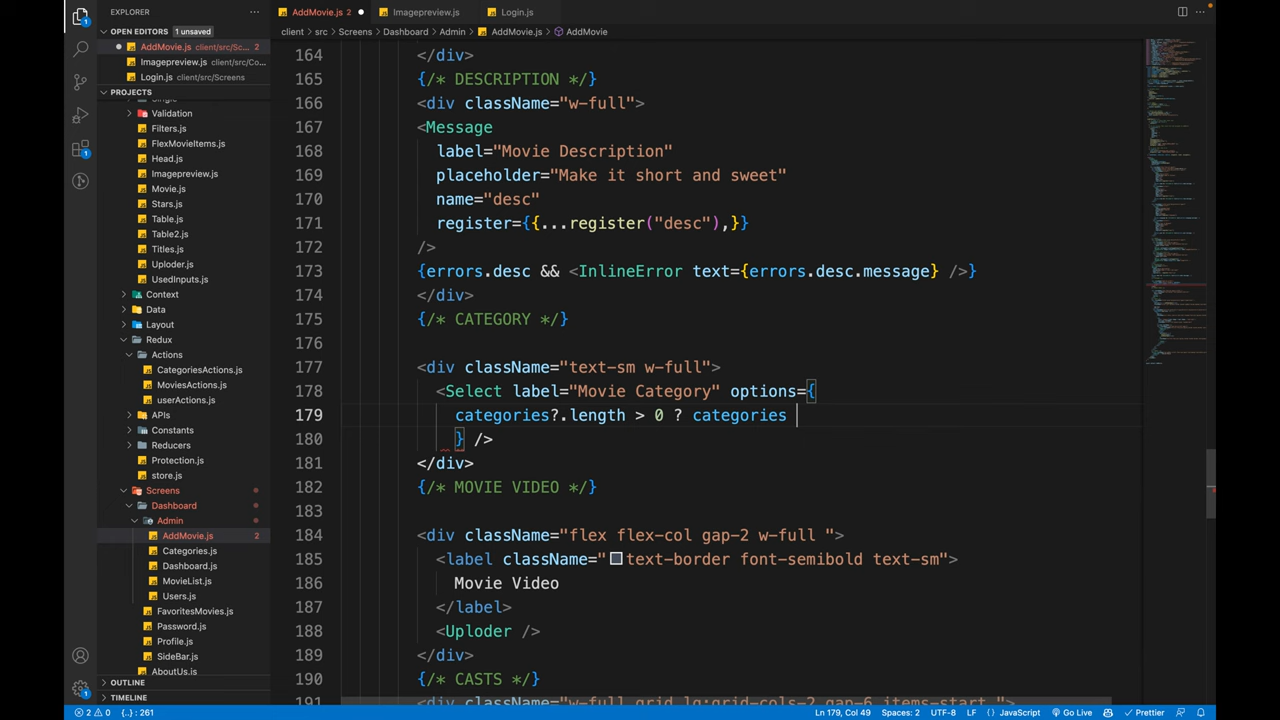 EXPLORER
OPEN EDITORS 1 unsaved
AddMovie.js client/src/Sc... 2
Imagepreview.js client/src/Co...
Login.js client/src/Screens
PROJECTS
Validation
Filters.js
FlexMovieItems.js
Head.js
Imagepreview.js
Movie.js
Stars.js
Table.js
Table2.js
Titles.js
Uploder.js
UsedInputs.js
Context
Data
Layout
Redux
Actions
CategoriesActions.js
MoviesActions.js
userActions.js
APIs
Constants
Reducers
Protection.js
store.js
Screens
Dashboard
Admin
AddMovie.js 2
Categories.js
Dashboard.js
MovieList.js
Users.js
FavoritesMovies.js
Password.js
Profile.js
SideBar.js
AboutUs.js
OUTLINE
TIMELINE
AddMovie.js 2 Imagepreview.js Login.js
client > src > Screens > Dashboard > Admin > AddMovie.js > AddMovie
164 </div>
165 {/* DESCRIPTION */}
166 <div className="w-full">
167 <Message
168 label="Movie Description"
169 placeholder="Make it short and sweet"
170 name="desc"
171 register={{...register("desc"),}}
172 />
173 {errors.desc && <InlineError text={errors.desc.message} />}
174 </div>
175 {/* CATEGORY */}
176
177 <div className="text-sm w-full">
178 <Select label="Movie Category" options={
179 categories?.length > 0 ? categories
180 } />
181 </div>
182 {/* MOVIE VIDEO */}
183
184 <div className="flex flex-col gap-2 w-full ">
185 <label className="text-border font-semibold text-sm">
186 Movie Video
187 </label>
188 <Uploder />
189 </div>
190 {/* CASTS */}
191 <div className="w-full grid lg:grid-cols-2 gap-6 items-start ">
2 0 {..}: 261 Ln 179, Col 49 Spaces: 2 UTF-8 LF {} JavaScript Go Live Prettier